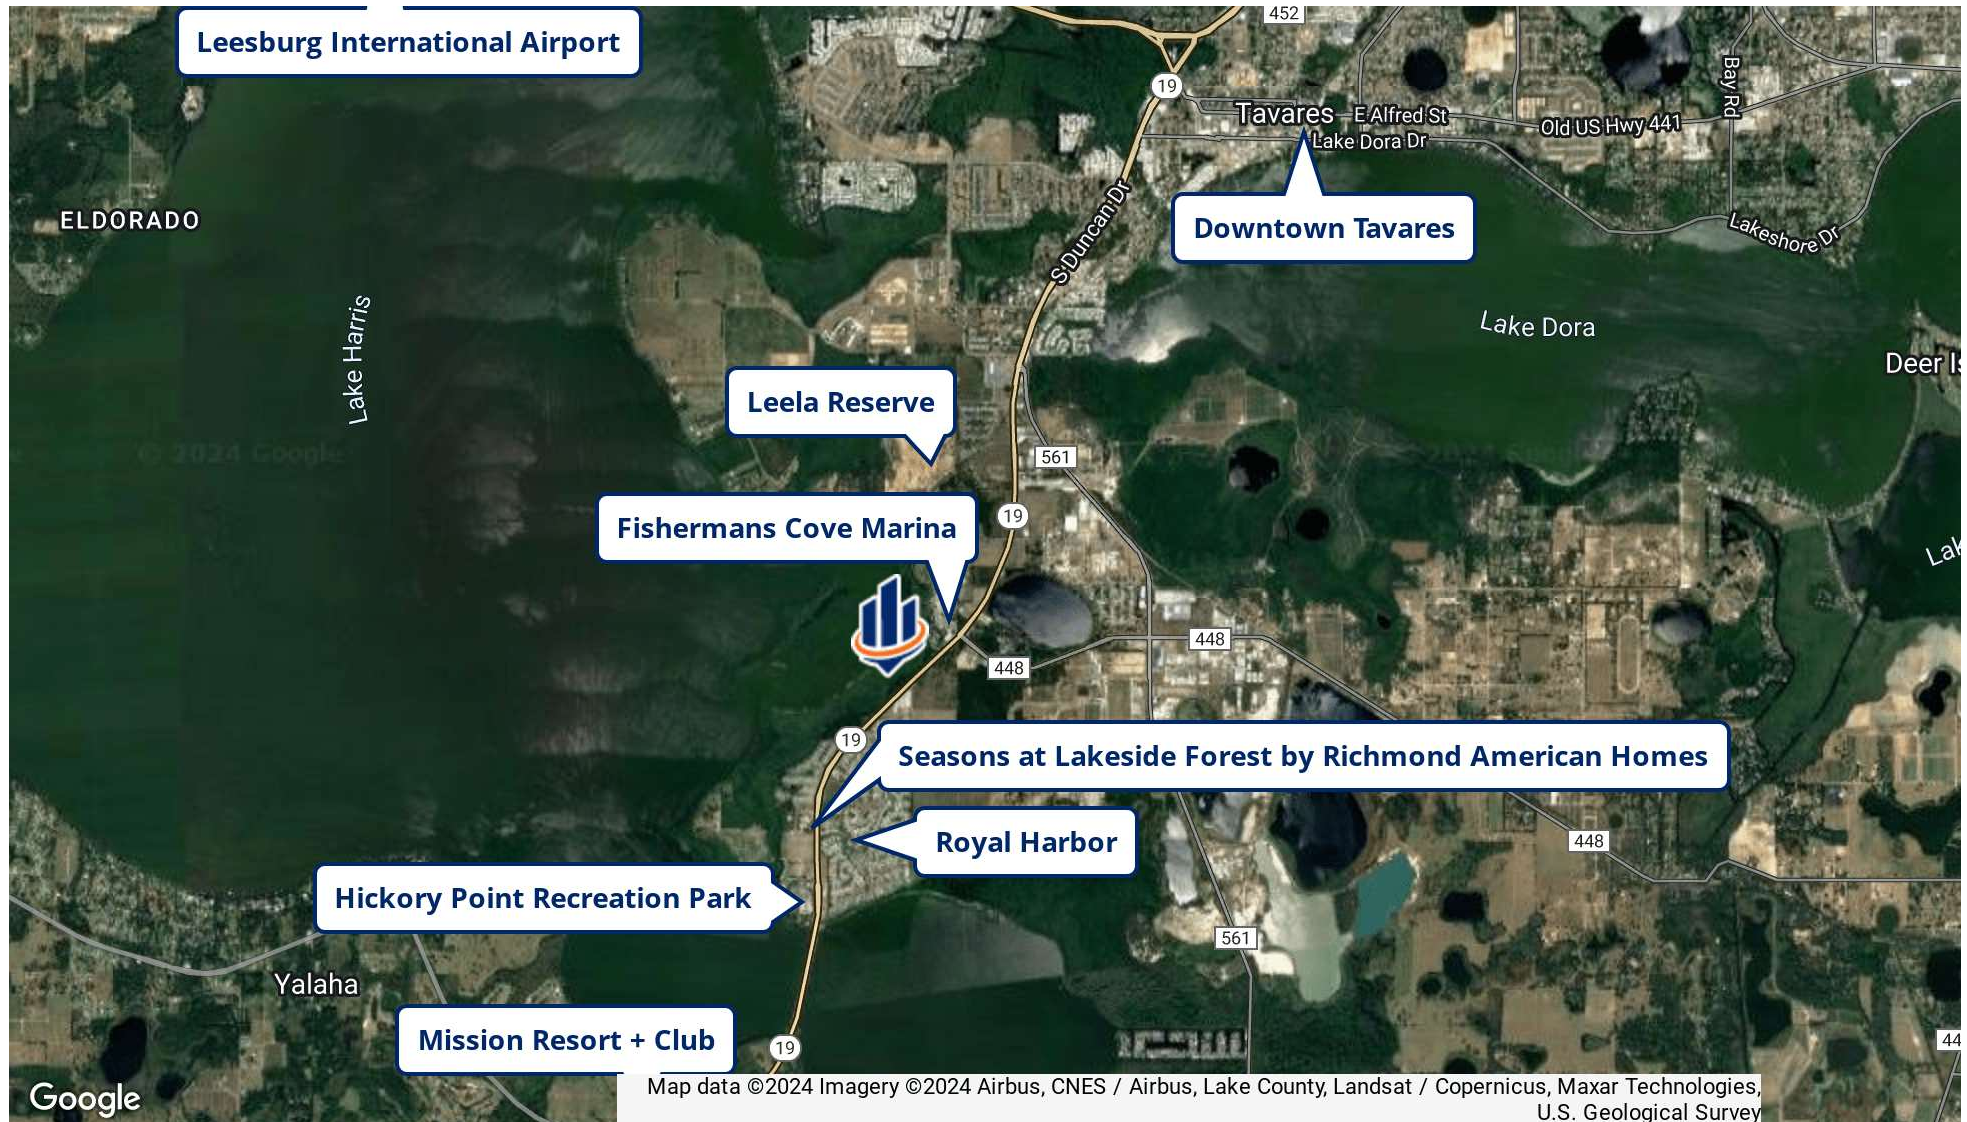 452
Leesburg International Airport
19
Tavares
E Alfred St
Bay Rd
Old US Hwy 441
Lake Dora Dr
ELDORADO
S Duncan Dr
Downtown Tavares
Lakeshore Dr
Lake Harris
Lake Dora
Deer Is
Leela Reserve
© 2024 Google
561
19
Fishermans Cove Marina
Lak
448
448
19
Seasons at Lakeside Forest by Richmond American Homes
Royal Harbor
448
Hickory Point Recreation Park
561
Yalaha
Mission Resort + Club
19
44
Google
Map data ©2024 Imagery ©2024 Airbus, CNES / Airbus, Lake County, Landsat / Copernicus, Maxar Technologies,
U.S. Geological Survey